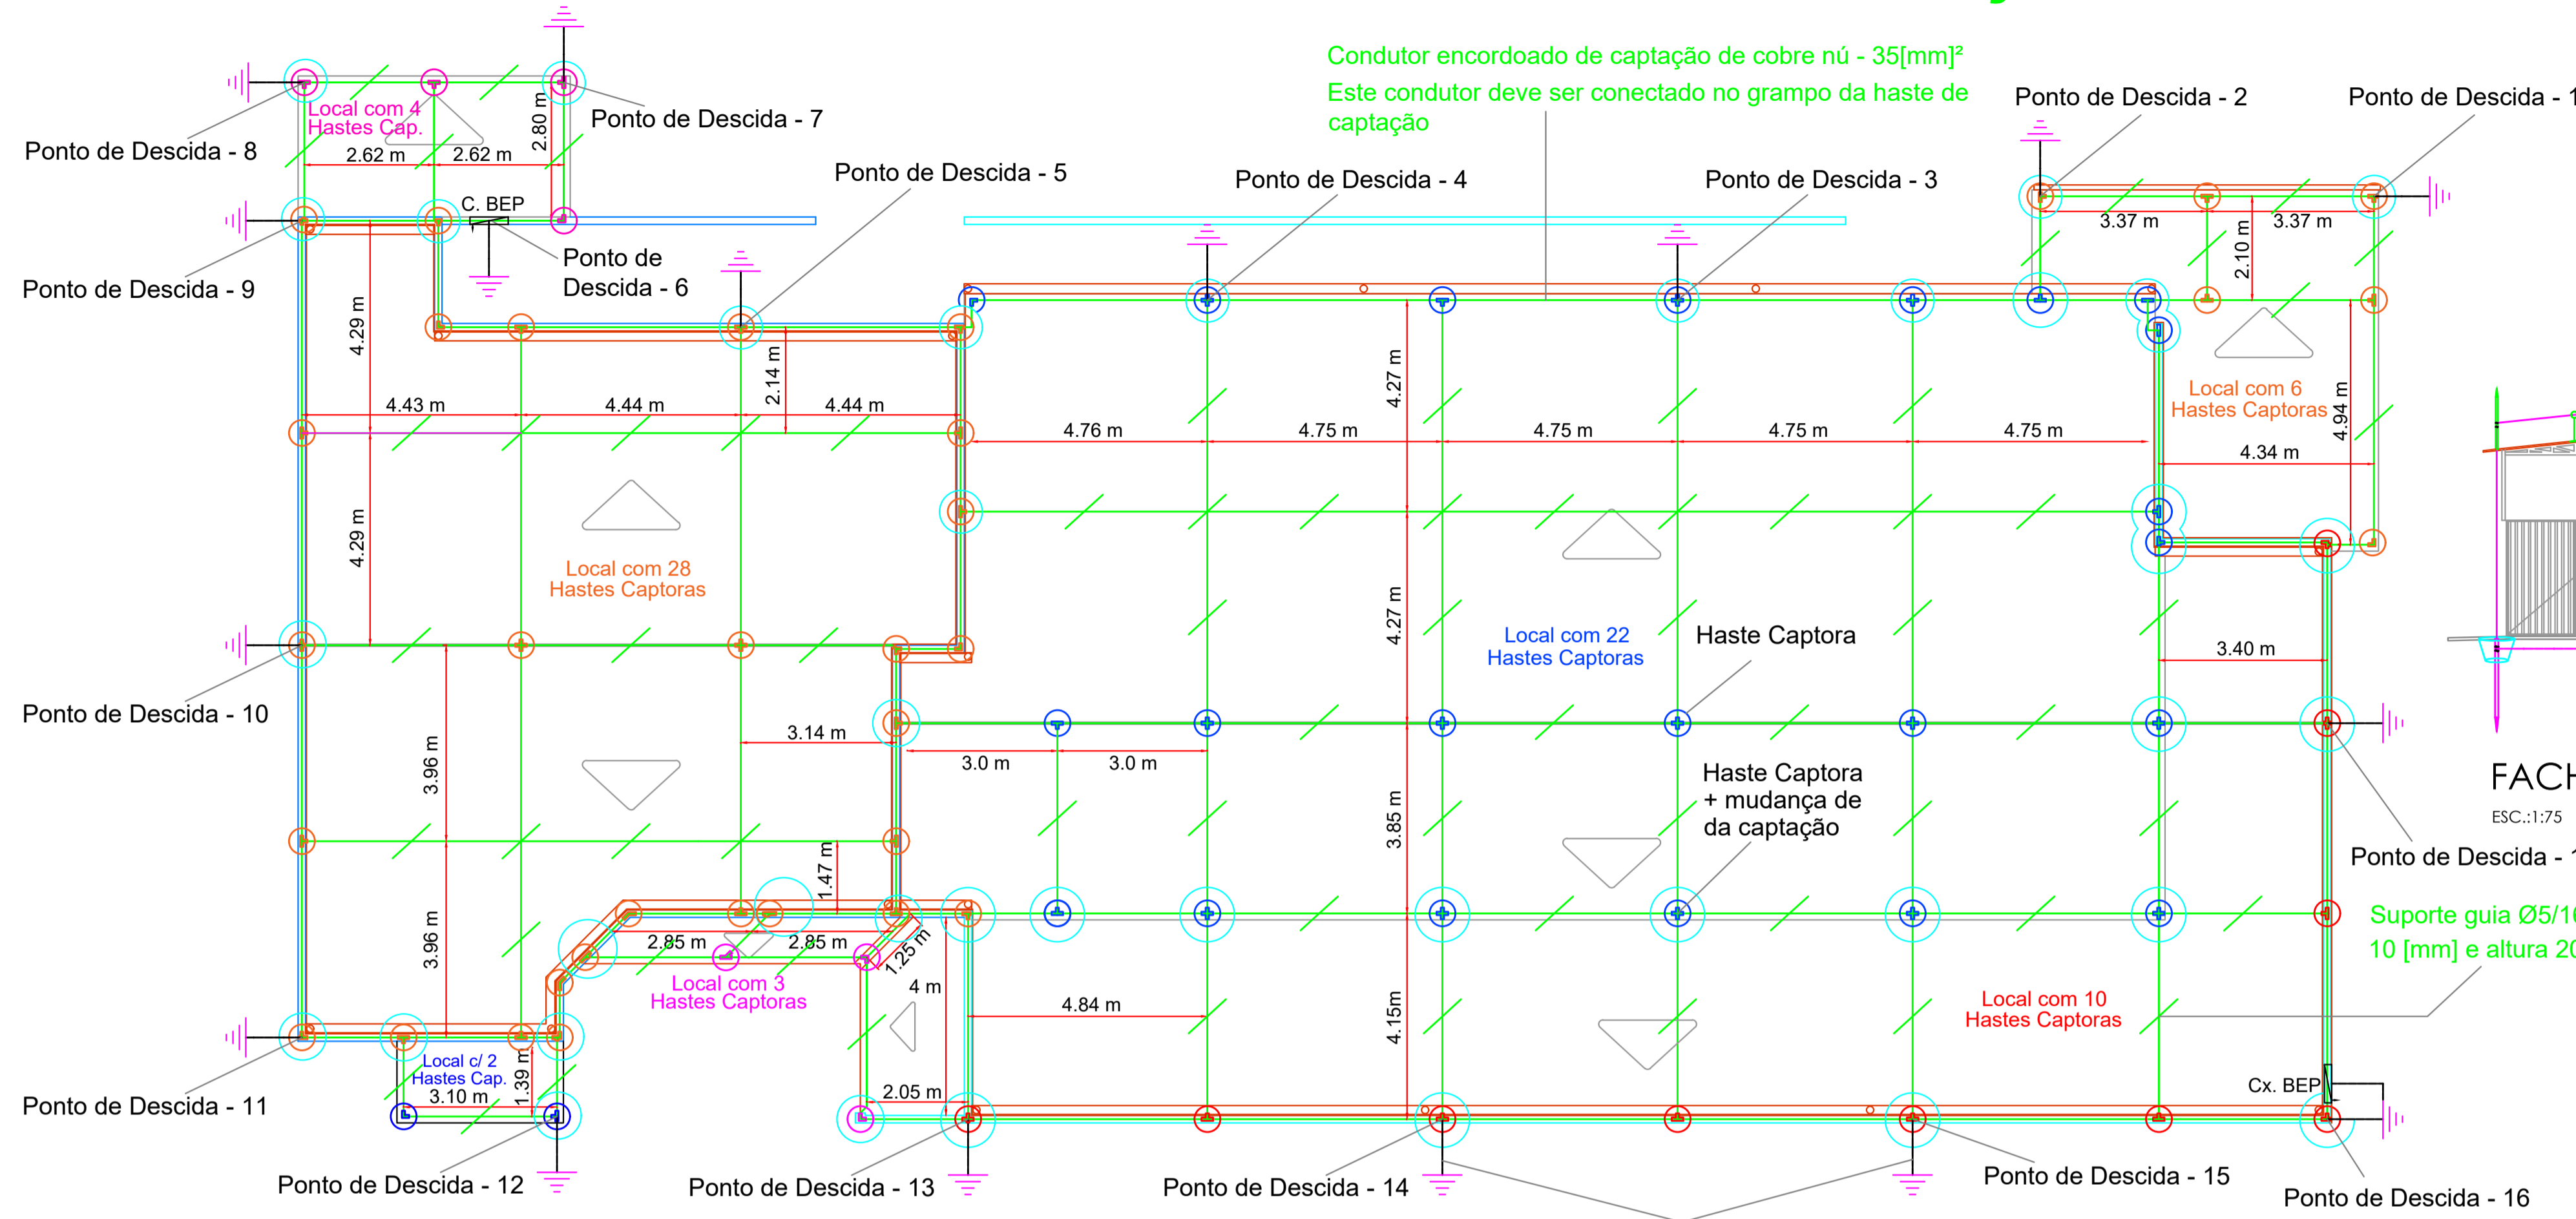 Condutor encordoado de captação de cobre nú - 35[mm]²
Este condutor deve ser conectado no grampo da haste de
captação
Ponto de Descida - 2
Ponto de Descida - 1
Local com 4
Hastes Cap.
2.80 m
Ponto de Descida - 7
Ponto de Descida - 8
2.62 m
2.62 m
Ponto de Descida - 5
Ponto de Descida - 4
Ponto de Descida - 3
C. BEP
3.37 m
3.37 m
2.10 m
Ponto de
Descida - 6
Ponto de Descida - 9
4.29 m
2.14 m
4.27 m
4.43 m
4.44 m
4.44 m
Local com 6
Hastes Captoras
4.94 m
4.76 m
4.75 m
4.75 m
4.75 m
4.75 m
4.34 m
4.29 m
Local com 28
Hastes Captoras
4.27 m
Local com 22
Hastes Captoras
Haste Captora
3.40 m
Ponto de Descida - 10
3.14 m
3.0 m
3.0 m
3.96 m
Haste Captora
+ mudança de
da captação
FACH
ESC.:1:75
3.85 m
Ponto de Descida - 1
1.47 m
Suporte guia Ø5/16
10 [mm] e altura 20
3.96 m
2.85 m
2.85 m
1.25 m
Local com 3
Hastes Captoras
4 m
4.84 m
4.15m
Local com 10
Hastes Captoras
Local c/ 2
Hastes Cap.
3.10 m
1.39 m
2.05 m
Cx. BEP
Ponto de Descida - 11
Ponto de Descida - 12
Ponto de Descida - 13
Ponto de Descida - 14
Ponto de Descida - 15
Ponto de Descida - 16